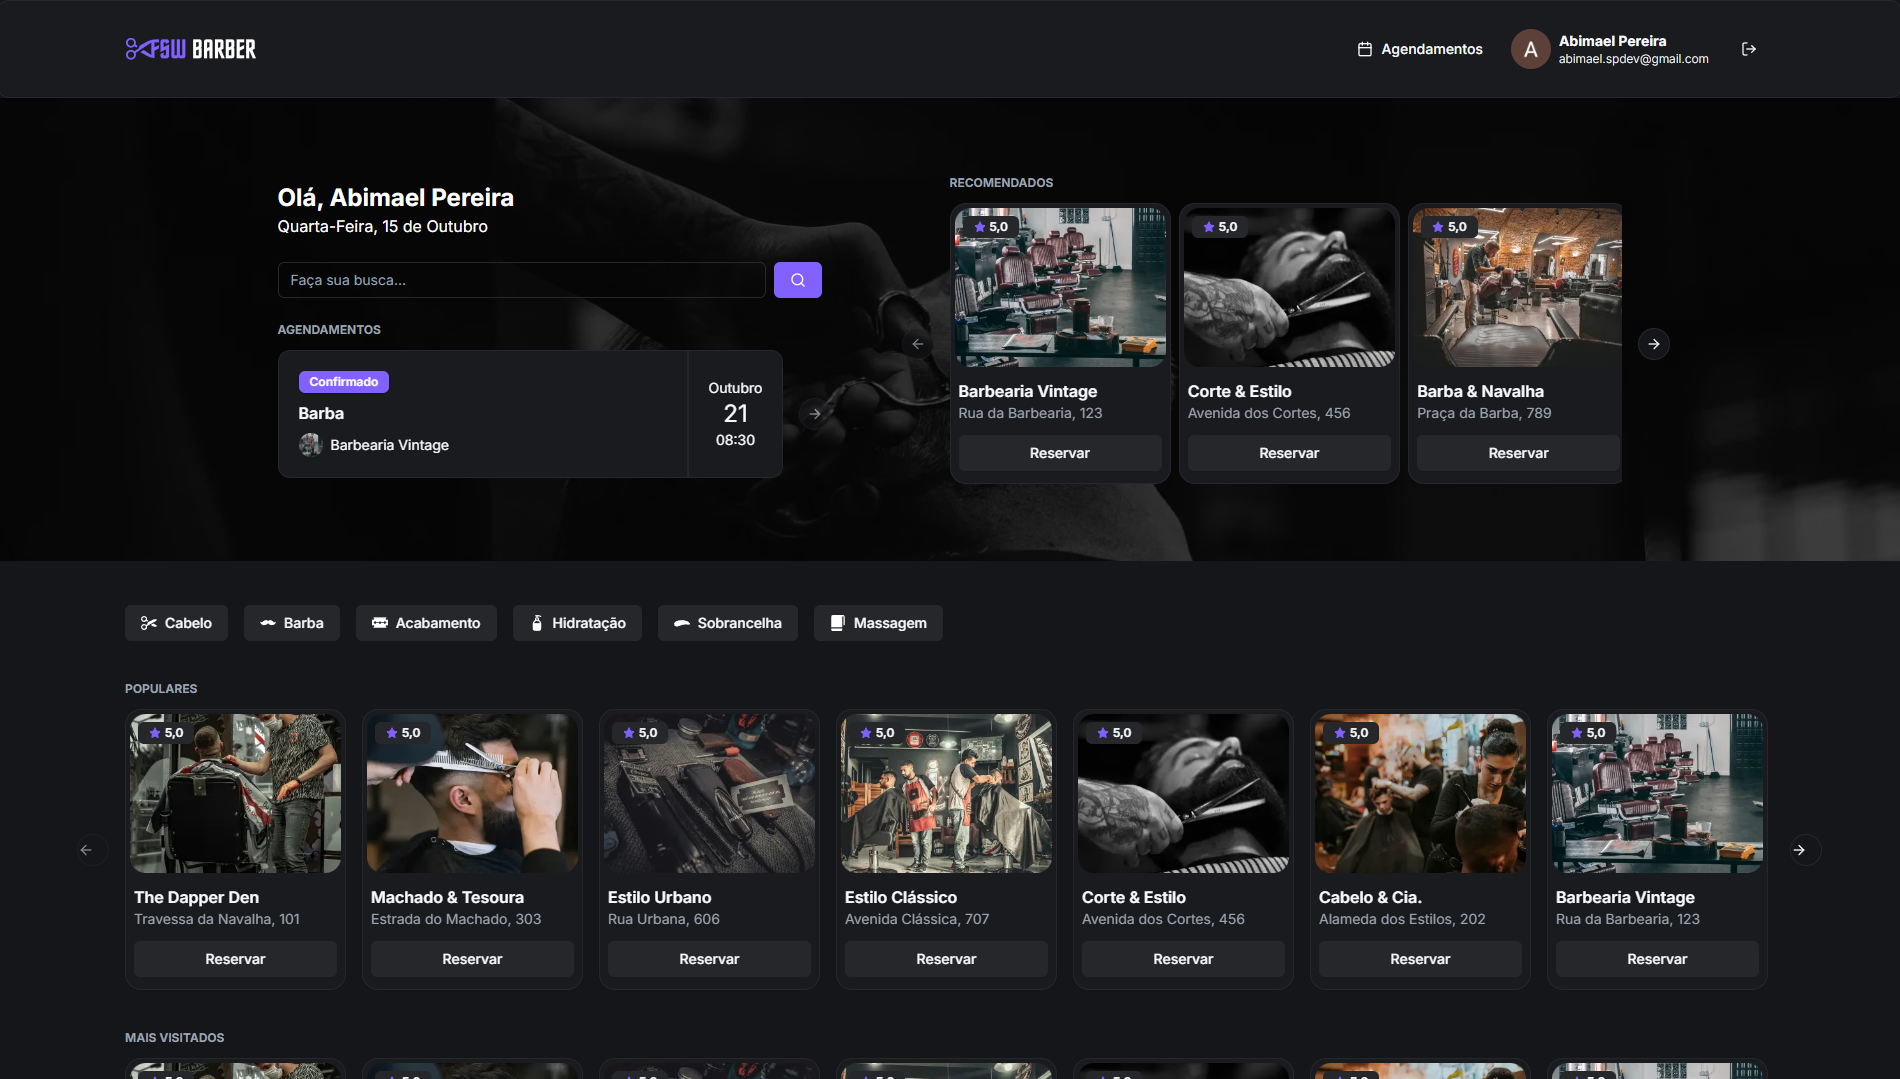 FSW BARBER
Agendamentos
A
Abimael Pereira
abimael.spdev@gmail.com
Olá, Abimael Pereira
Quarta-Feira, 15 de Outubro
Faça sua busca...
AGENDAMENTOS
Confirmado
Barba
Barbearia Vintage
Outubro
21
08:30
RECOMENDADOS
5,0
Barbearia Vintage
Rua da Barbearia, 123
Reservar
5,0
Corte & Estilo
Avenida dos Cortes, 456
Reservar
5,0
Barba & Navalha
Praça da Barba, 789
Reservar
Cabelo
Barba
Acabamento
Hidratação
Sobrancelha
Massagem
POPULARES
5,0
The Dapper Den
Travessa da Navalha, 101
Reservar
5,0
Machado & Tesoura
Estrada do Machado, 303
Reservar
5,0
Estilo Urbano
Rua Urbana, 606
Reservar
5,0
Estilo Clássico
Avenida Clássica, 707
Reservar
5,0
Corte & Estilo
Avenida dos Cortes, 456
Reservar
5,0
Cabelo & Cia.
Alameda dos Estilos, 202
Reservar
5,0
Barbearia Vintage
Rua da Barbearia, 123
Reservar
MAIS VISITADOS